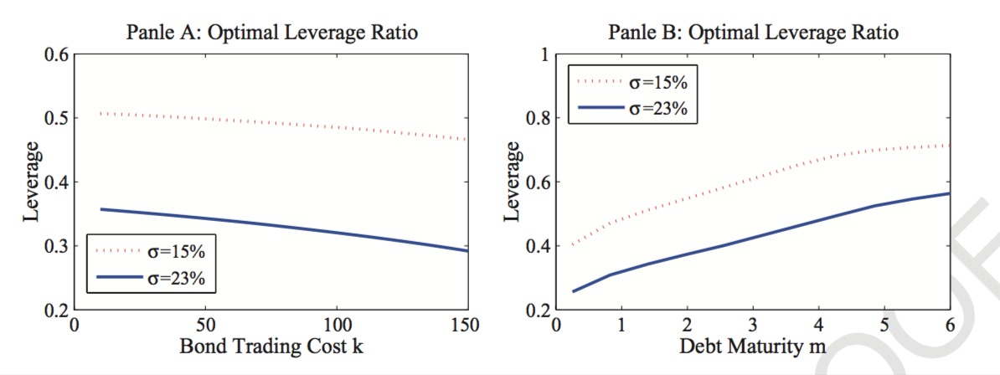 Panle A: Optimal Leverage Ratio
0.6
0.5
0.4
0.3
0.2
Leverage
σ=15%
σ=23%
0 50 100 150
Bond Trading Cost k
Panle B: Optimal Leverage Ratio
1
0.8
0.6
0.4
0.2
Leverage
σ=15%
σ=23%
0 1 2 3 4 5 6
Debt Maturity m